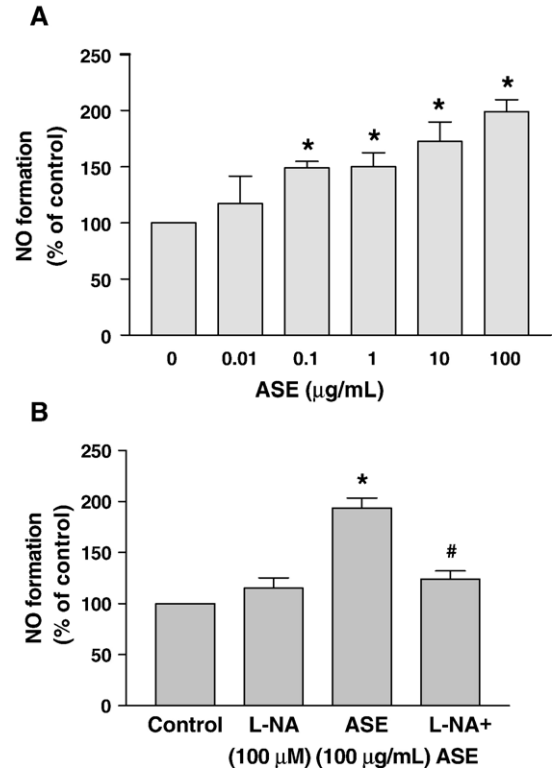 A
250
200
150
100
50
0
NO formation
(% of control)
* * * *
0 0.01 0.1 1 10 100
ASE (μg/mL)
B
250
200
150
100
50
0
NO formation
(% of control)
*
#
Control L-NA ASE L-NA+
(100 μM) (100 μg/mL) ASE